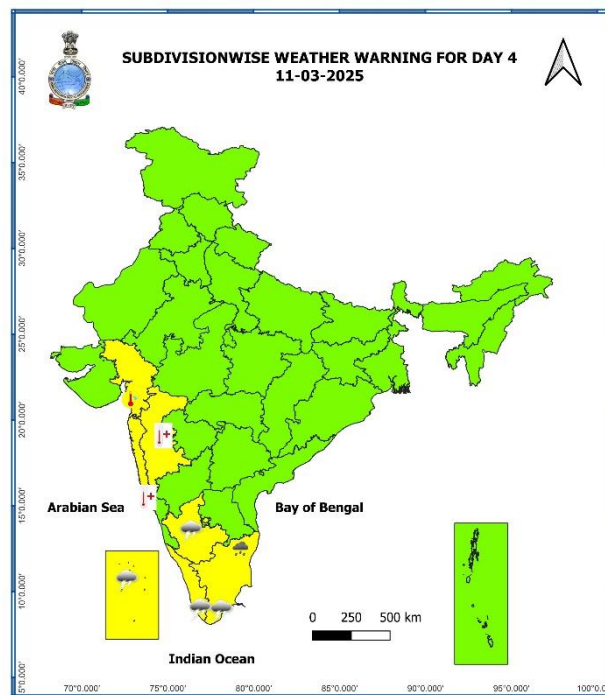 SUBDIVISIONWISE WEATHER WARNING FOR DAY 4
11-03-2025
40°0.000'
35°0.000'
30°0.000'
25°0.000'
20°0.000'
15°0.000'
10°0.000'
5°0.000'
Arabian Sea
Bay of Bengal
0 250 500 km
Indian Ocean
70°0.000' 75°0.000' 80°0.000' 85°0.000' 90°0.000' 95°0.000' 100°0.0